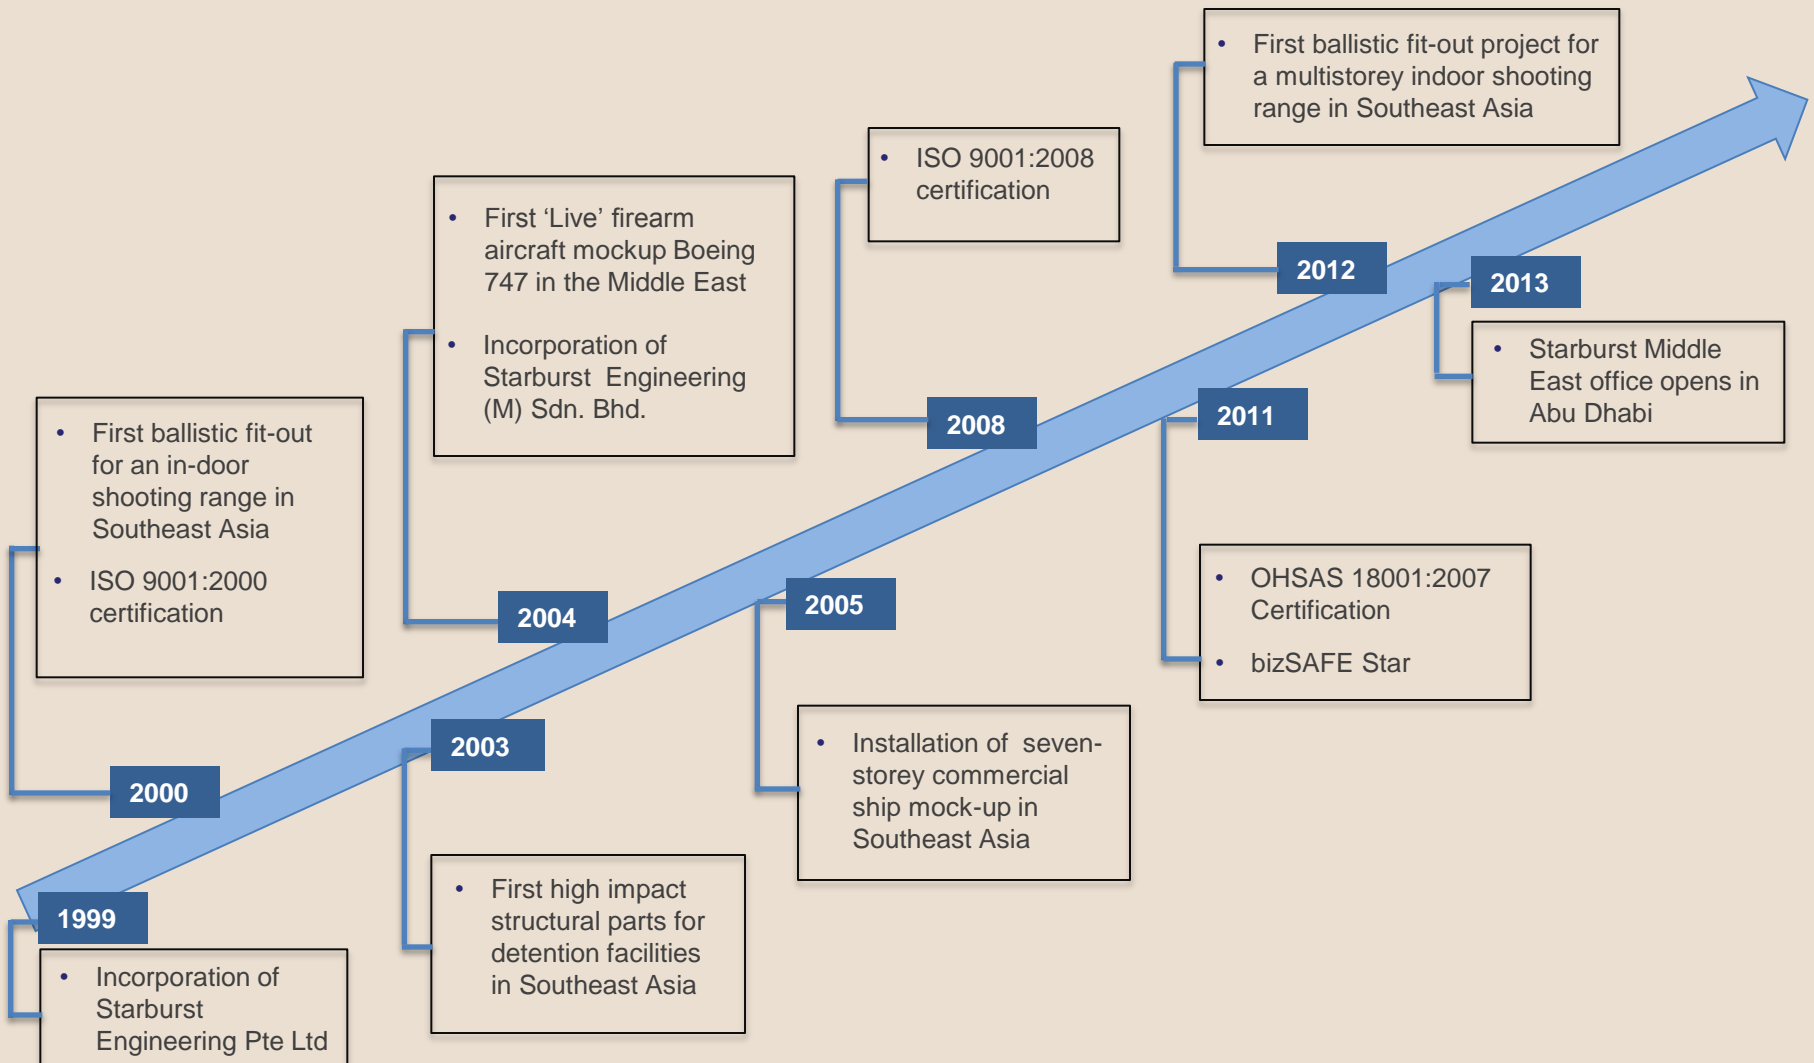 1999
• Incorporation of
Starburst
Engineering Pte Ltd
2000
• First ballistic fit-out
for an in-door
shooting range in
Southeast Asia
• ISO 9001:2000
certification
2003
• First high impact
structural parts for
detention facilities
in Southeast Asia
2004
• First ‘Live’ firearm
aircraft mockup Boeing
747 in the Middle East
• Incorporation of
Starburst Engineering
(M) Sdn. Bhd.
2005
• Installation of seven-
storey commercial
ship mock-up in
Southeast Asia
2008
• ISO 9001:2008
certification
2011
• OHSAS 18001:2007
Certification
• bizSAFE Star
2012
• First ballistic fit-out project for
a multistorey indoor shooting
range in Southeast Asia
2013
• Starburst Middle
East office opens in
Abu Dhabi